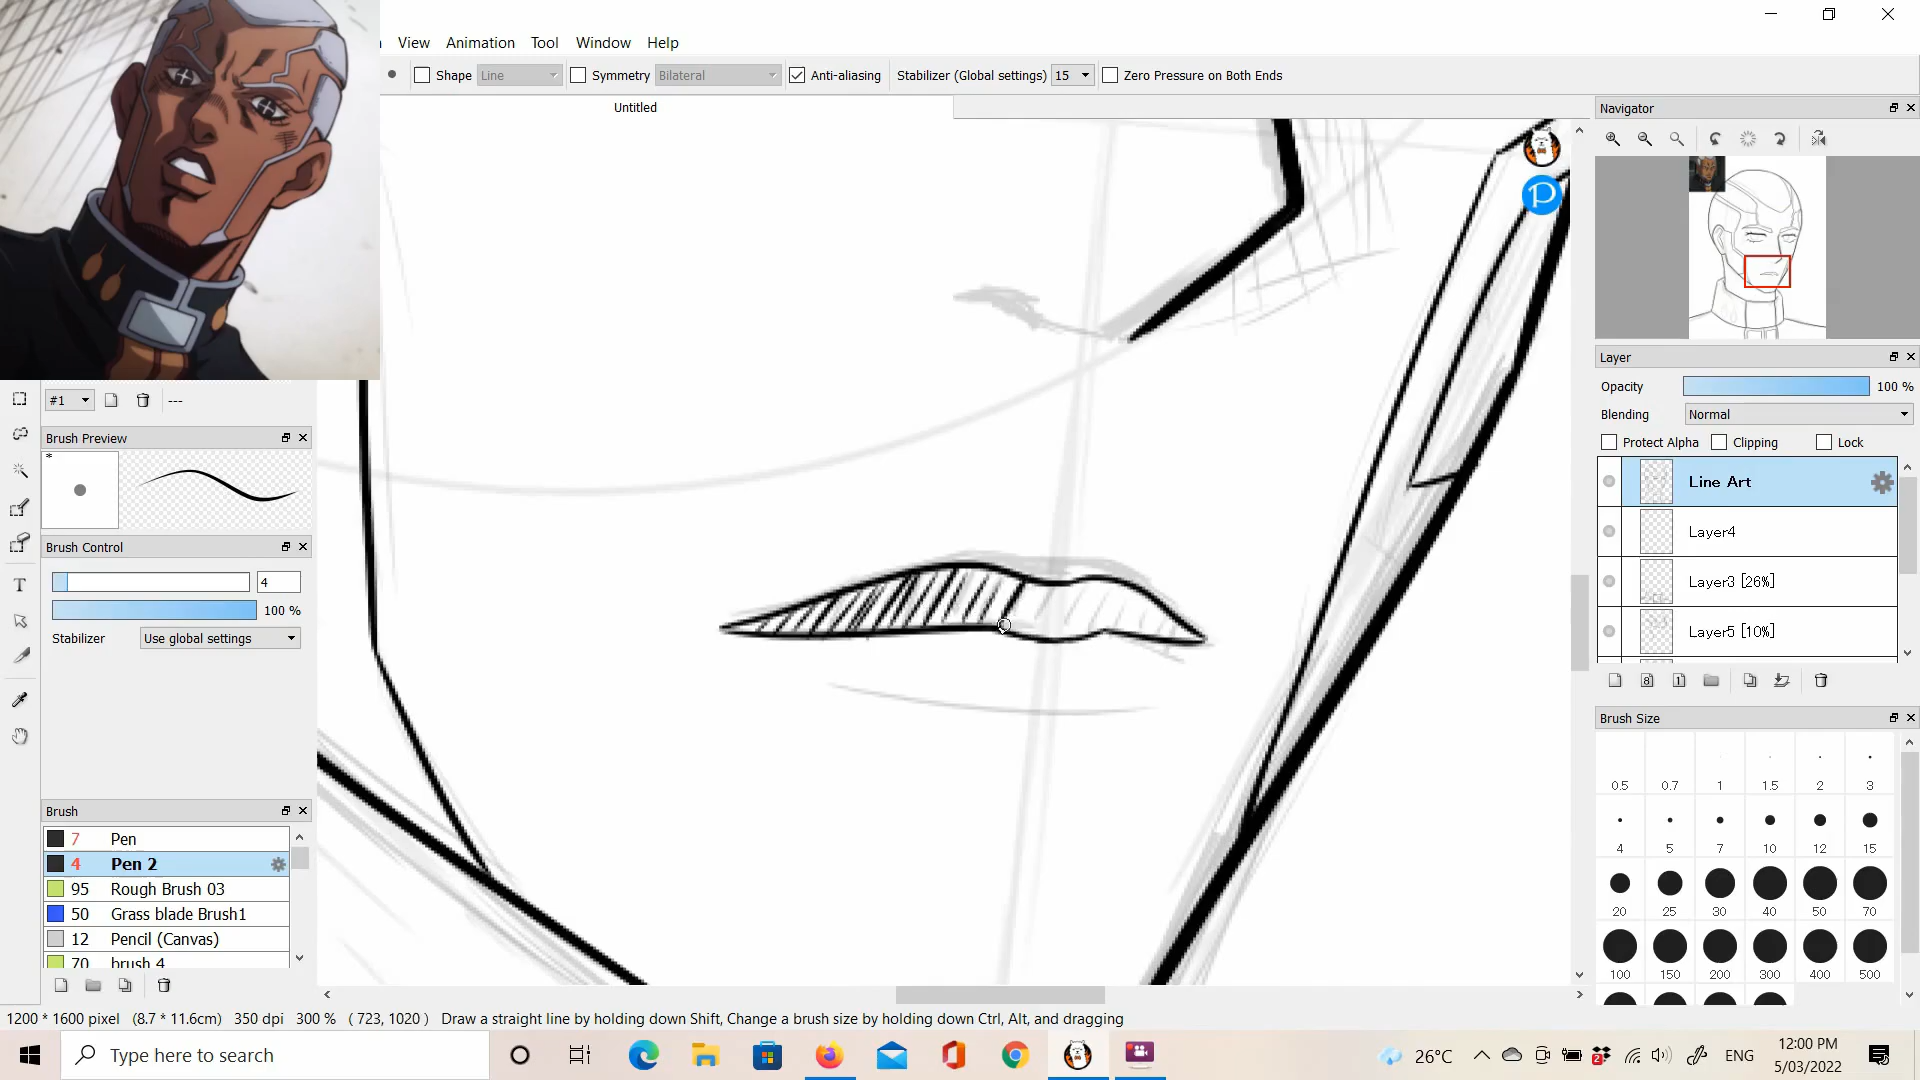 View Animation Tool Window Help
Shape Line Symmetry Bilateral Anti-aliasing Stabilizer (Global settings) 15 Zero Pressure on Both Ends
Untitled
Navigator
P
Layer
Opacity 100 %
Blending Normal
Protect Alpha Clipping Lock
Line Art
Layer4
Layer3 [26%]
Layer5 [10%]
8 1
Brush Size
0.5 0.7 1 1.5 2 3
4 5 7 10 12 15
20 25 30 40 50 70
100 150 200 300 400 500
#1 ---
Brush Preview
*
Brush Control
4
100 %
Stabilizer Use global settings
Brush
7 Pen
4 Pen 2
95 Rough Brush 03
50 Grass blade Brush1
12 Pencil (Canvas)
70 brush 4
1200 * 1600 pixel (8.7 * 11.6cm) 350 dpi 300 % ( 723, 1020 ) Draw a straight line by holding down Shift, Change a brush size by holding down Ctrl, Alt, and dragging
Type here to search
26°C
2
ENG
12:00 PM
5/03/2022